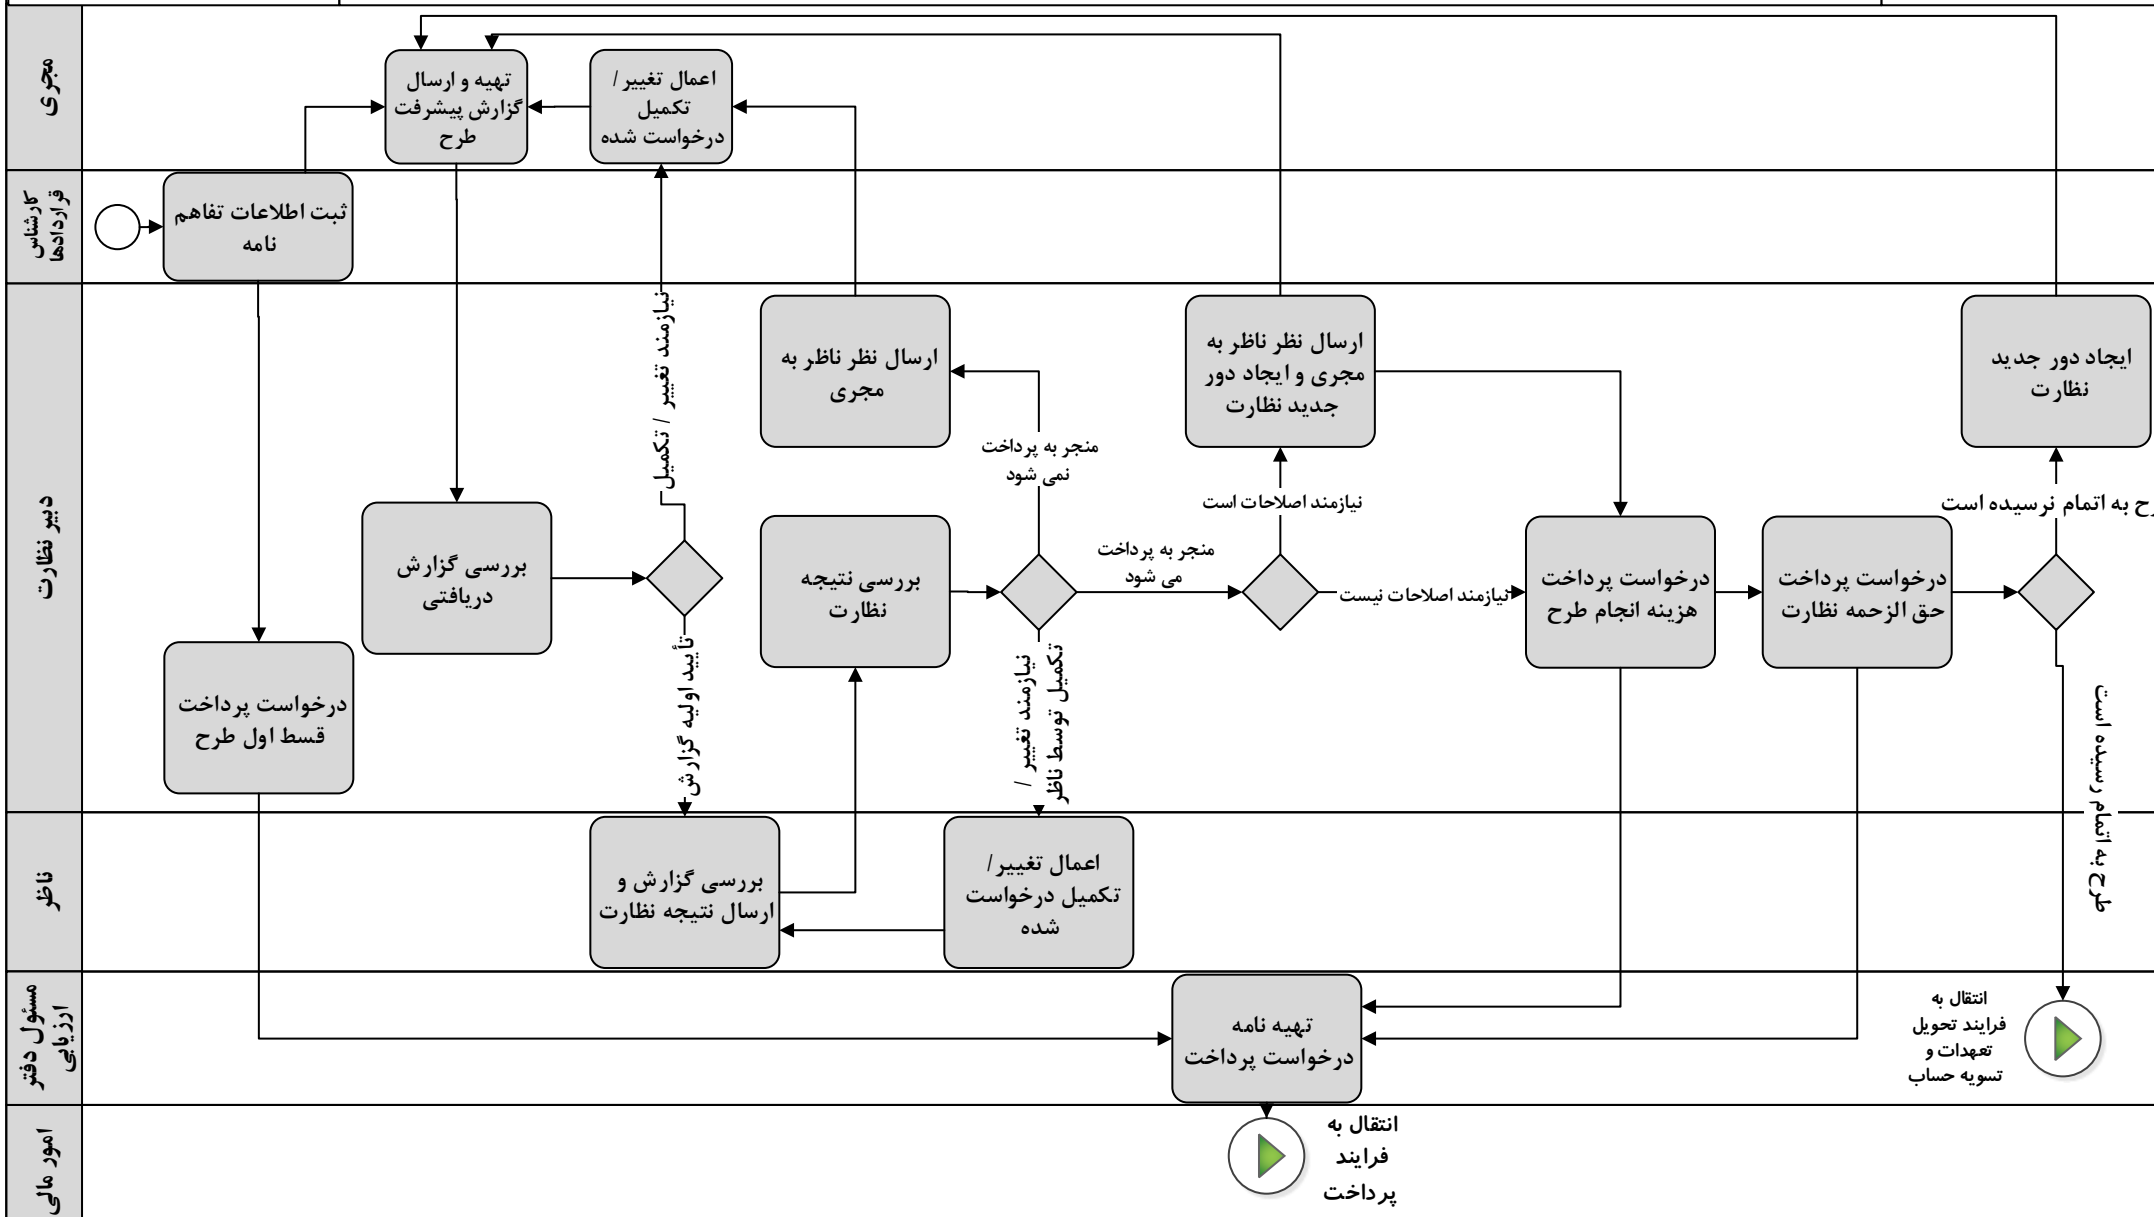 مجری
تهیه و ارسال
گزارش پیشرفت
طرح
اعمال تغییر /
تکمیل
درخواست شده
کارشناس
قراردادها
ثبت اطلاعات تفاهم
نامه
دبیر نظارت
نیازمند تغییر / تکمیل
ارسال نظر ناظر به
مجری
ارسال نظر ناظر به
مجری و ایجاد دور
جدید نظارت
ایجاد دور جدید
نظارت
منجر به پرداخت
نمی شود
نیازمند اصلاحات است
ح به اتمام نرسیده است
بررسی گزارش
دریافتی
بررسی نتیجه
نظارت
منجر به پرداخت
می شود
نیازمند اصلاحات نیست
درخواست پرداخت
هزینه انجام طرح
درخواست پرداخت
حق الزحمه نظارت
درخواست پرداخت
قسط اول طرح
تأیید اولیه گزارش
نیازمند تغییر /
تکمیل توسط ناظر
طرح به اتمام رسیده است
ناظر
بررسی گزارش و
ارسال نتیجه نظارت
اعمال تغییر /
تکمیل درخواست
شده
مسئول دفتر
ارزیابی
تهیه نامه
درخواست پرداخت
انتقال به
فرایند تحویل
تعهدات و
تسویه حساب
امور مالی
انتقال به
فرایند
پرداخت